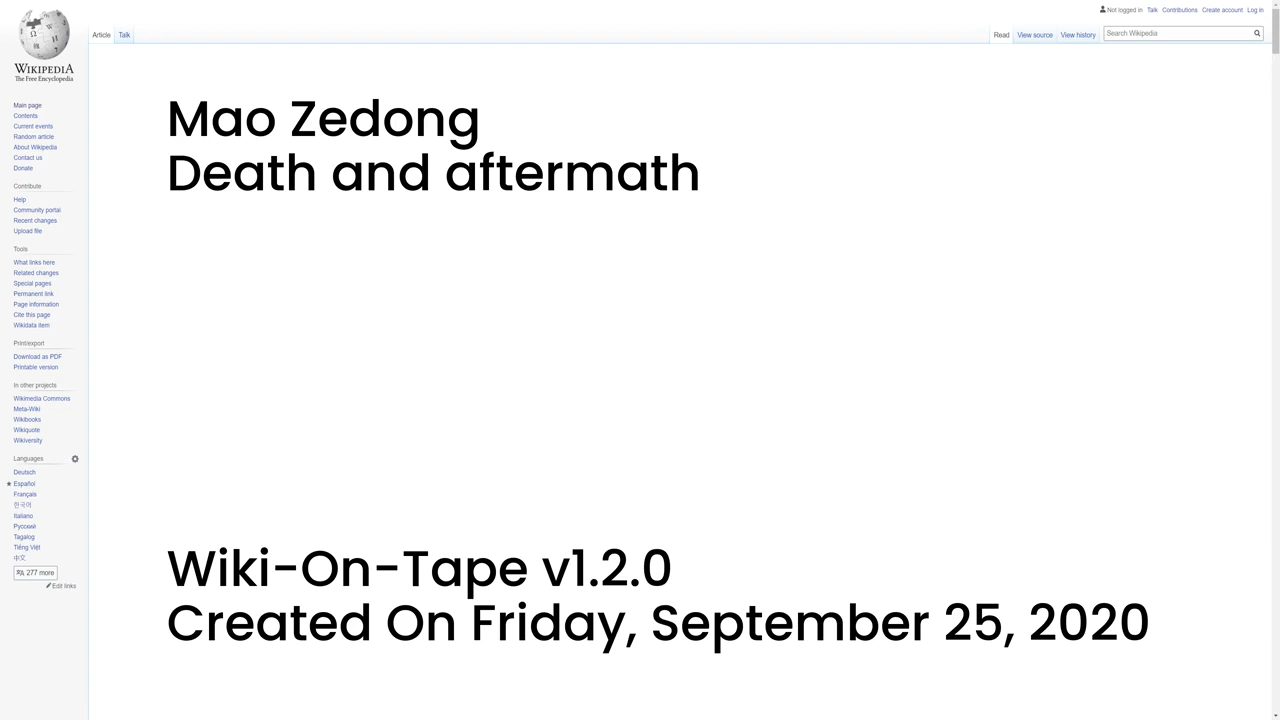 Not logged in Talk Contributions Create account Log in
Article Talk Read View source View history Search Wikipedia
WIKIPEDIA
The Free Encyclopedia
Main page
Contents
Current events
Random article
About Wikipedia
Contact us
Donate
Contribute
Help
Community portal
Recent changes
Upload file
Tools
What links here
Related changes
Special pages
Permanent link
Page information
Cite this page
Wikidata item
Print/export
Download as PDF
Printable version
In other projects
Wikimedia Commons
Meta-Wiki
Wikibooks
Wikiquote
Wikiversity
Languages
Deutsch
Español
Français
한국어
Italiano
Русский
Tagalog
Tiếng Việt
中文
277 more
Edit links
Mao Zedong
Death and aftermath
Wiki-On-Tape v1.2.0
Created On Friday, September 25, 2020